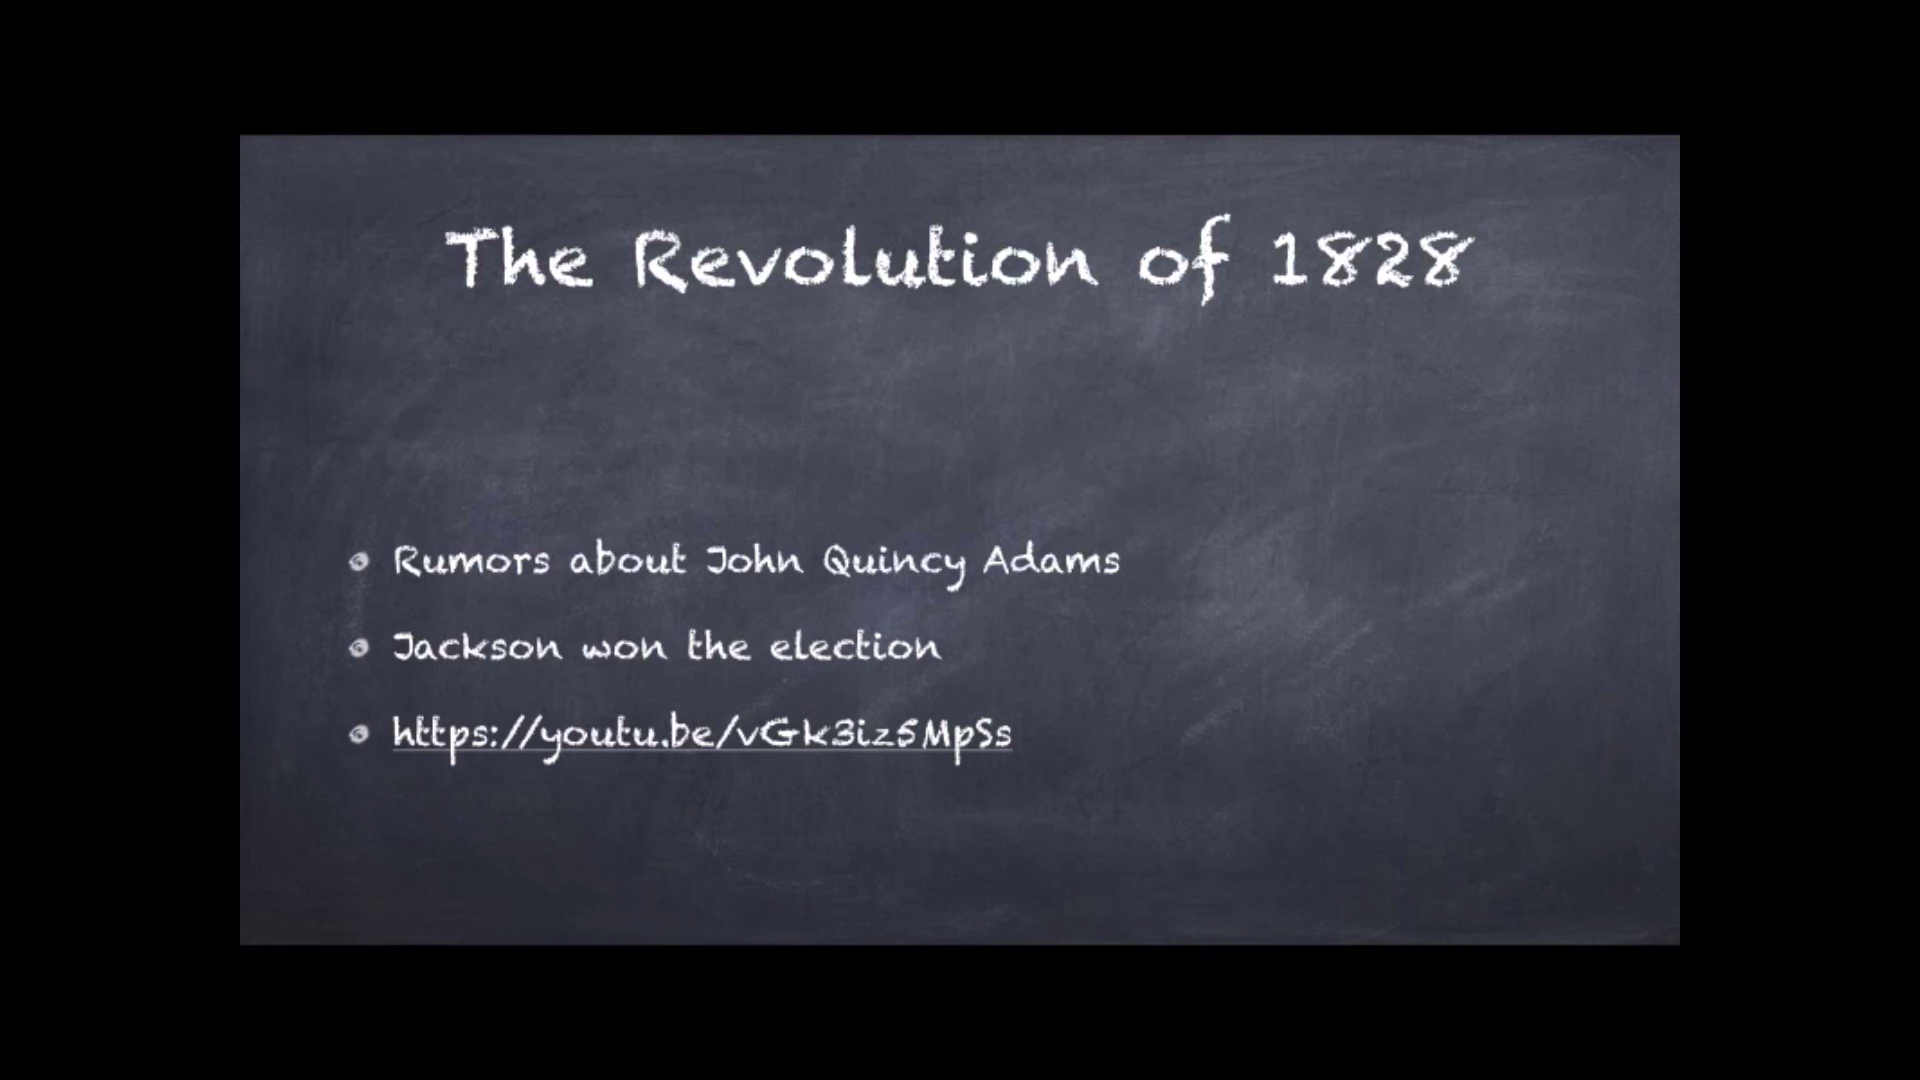 The Revolution of 1828
Rumors about John Quincy Adams
Jackson won the election
https://youtu.be/vGk3iz5MpSs